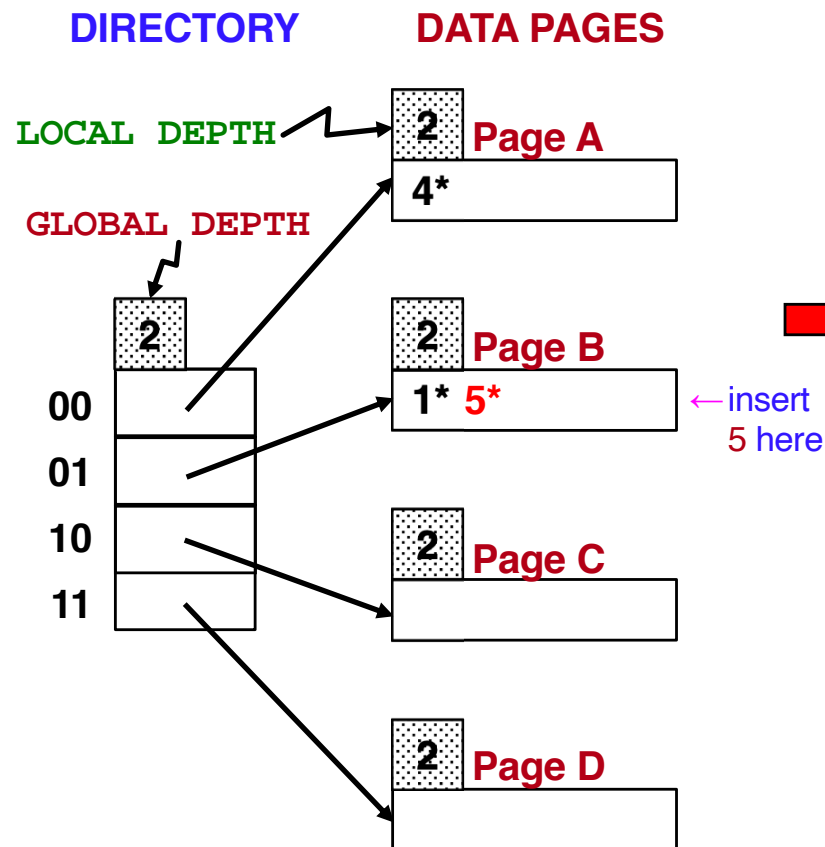 DIRECTORY
DATA PAGES
LOCAL DEPTH
2
Page A
4*
GLOBAL DEPTH
2
2
Page B
00
1* 5*
←insert
5 here
01
10
2
Page C
11
2
Page D